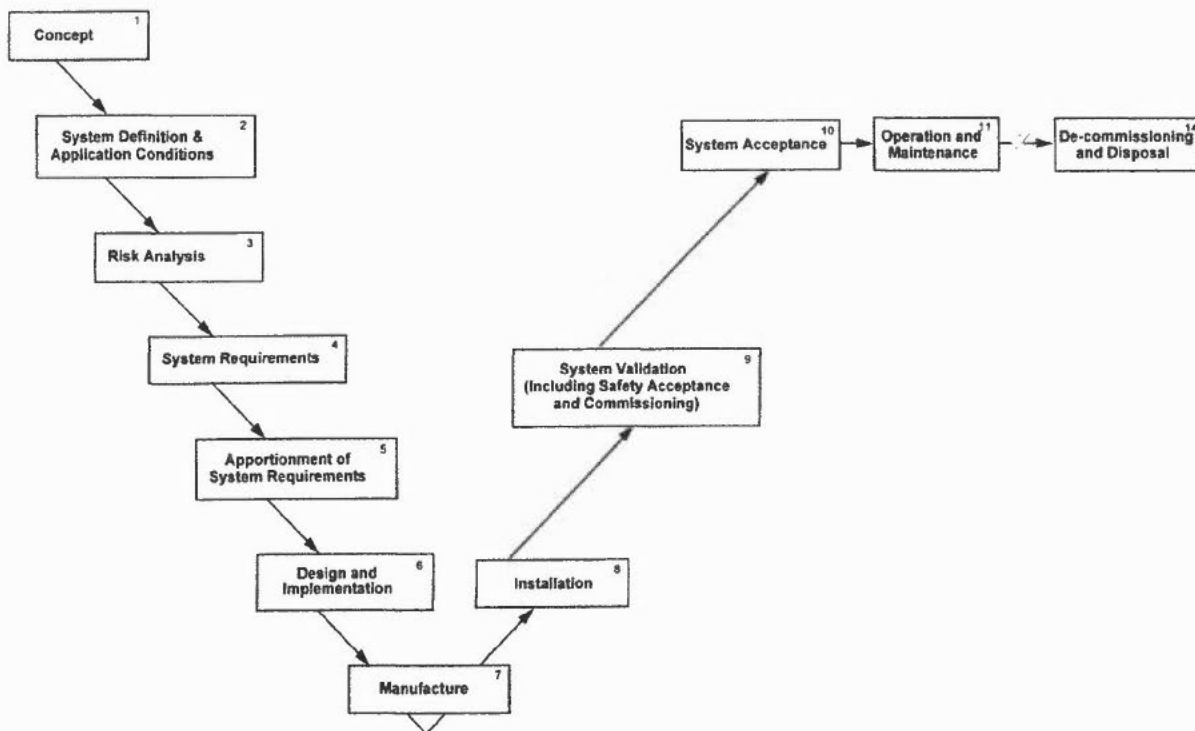 Concept
1
System Definition &
Application Conditions
2
Risk Analysis
3
System Requirements
4
Apportionment of
System Requirements
5
Design and
Implementation
6
Manufacture
7
Installation
8
System Validation
(Including Safety Acceptance
and Commissioning)
9
System Acceptance
10
Operation and
Maintenance
11
De-commissioning
and Disposal
14